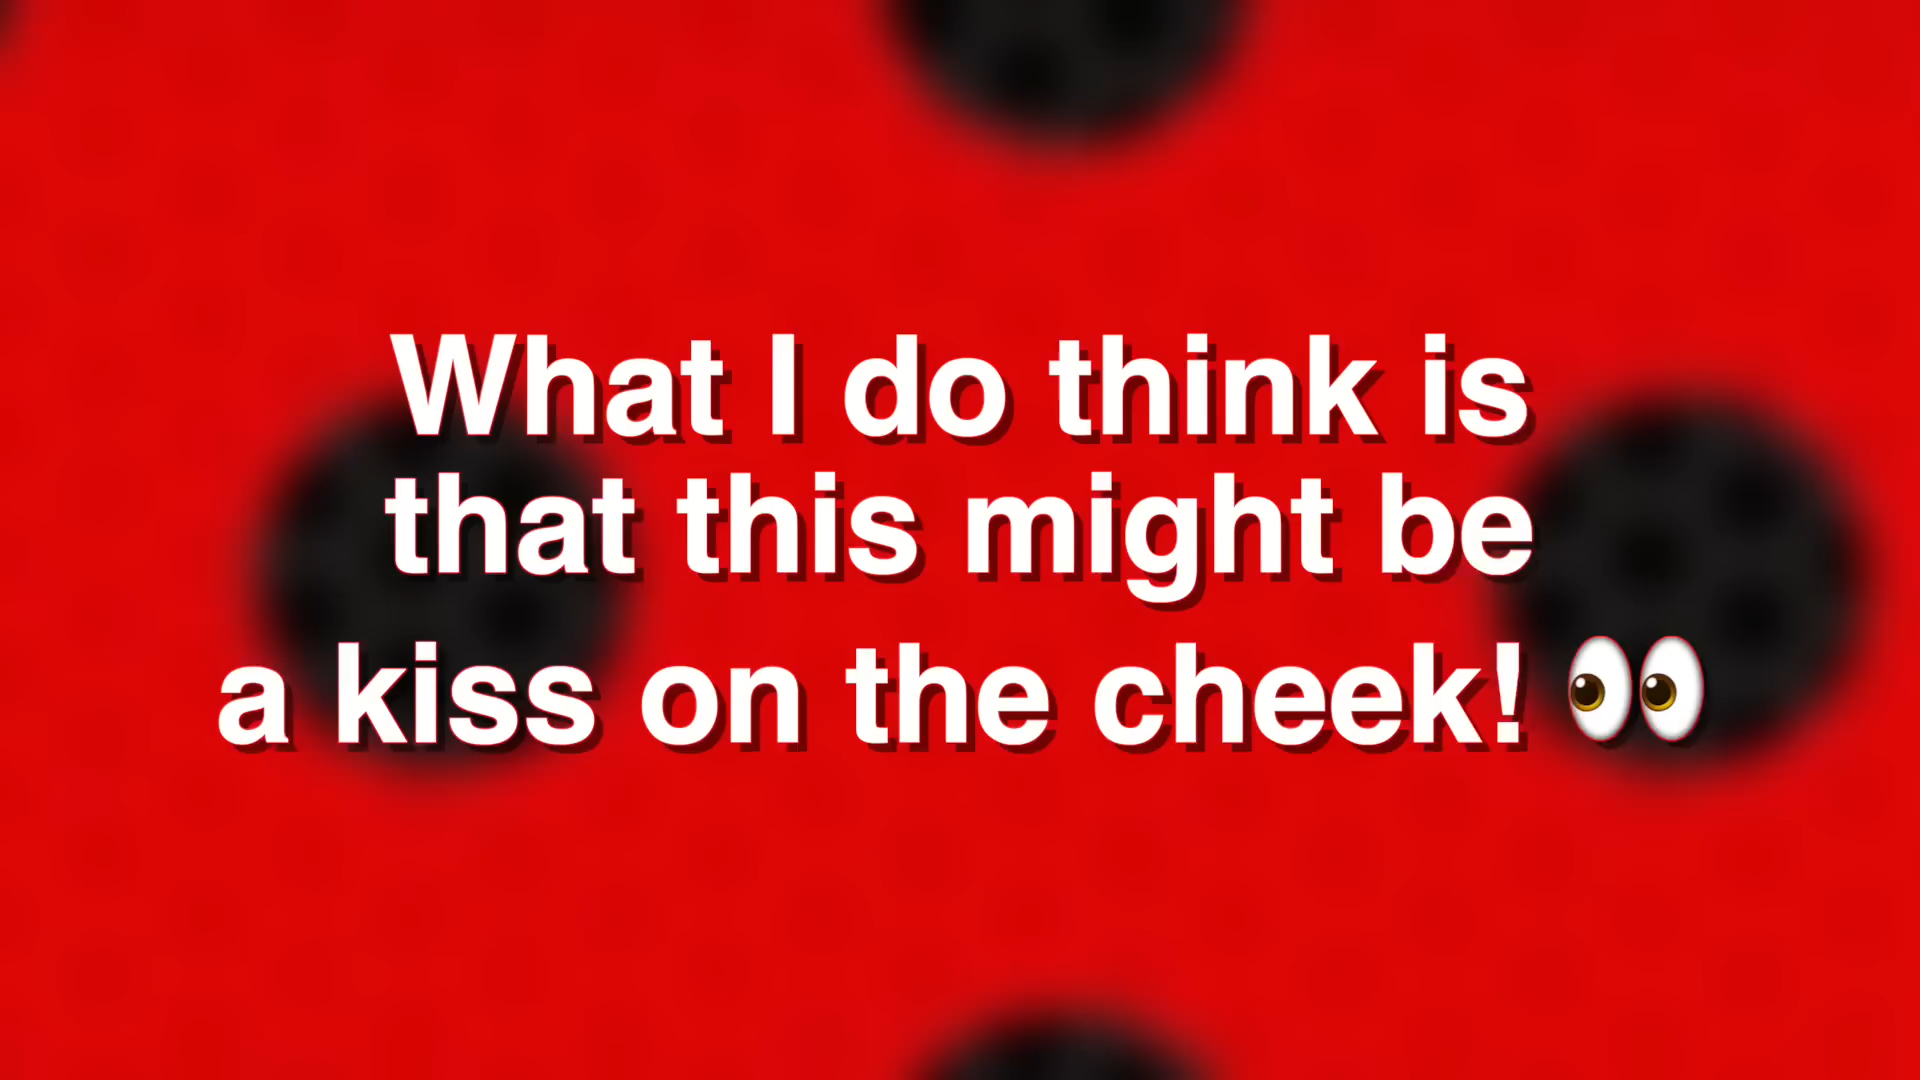 What I do think is
that this might be
a kiss on the cheek! 👀